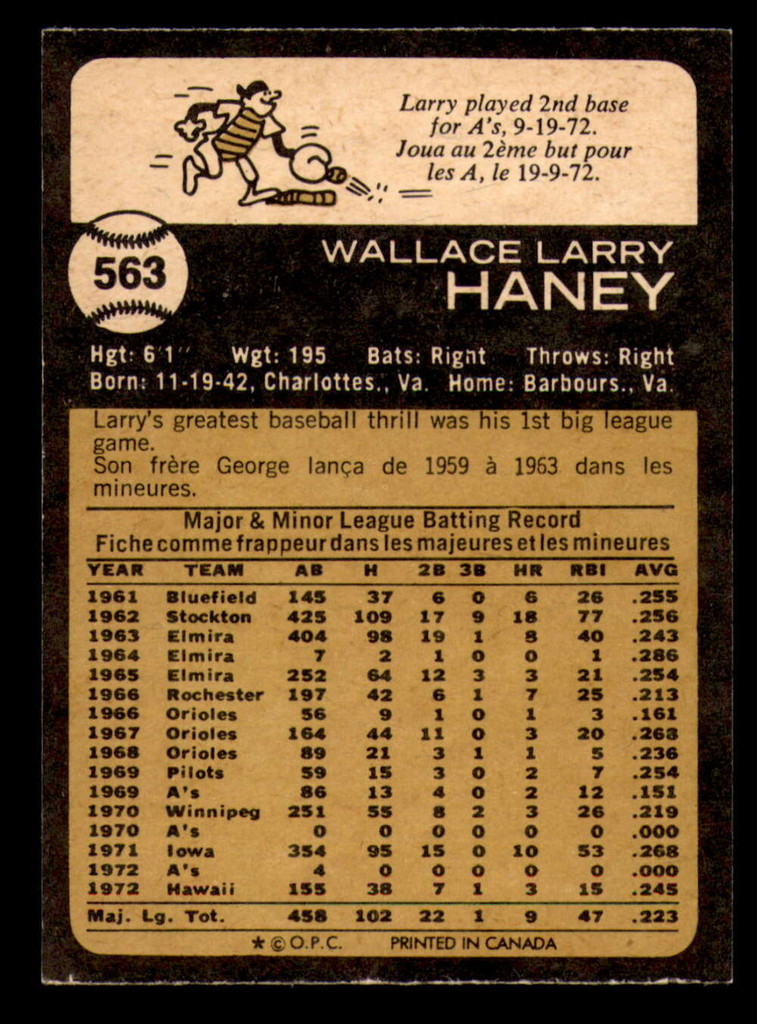 Larry played 2nd base
for A's, 9-19-72.
Joua au 2ème but pour
les A, le 19-9-72.
563
WALLACE LARRY
HANEY
Hgt: 6'1" Wgt: 195 Bats: Right Throws: Right
Born: 11-19-42, Charlottes., Va. Home: Barbours., Va.
Larry's greatest baseball thrill was his 1st big league
game.
Son frère George lança de 1959 à 1963 dans les
mineures.
Major & Minor League Batting Record
Fiche comme frappeur dans les majeures et les mineures
YEAR TEAM AB H 2B 3B HR RBI AVG
1961 Bluefield 145 37 6 0 6 26 .255
1962 Stockton 425 109 17 9 18 77 .256
1963 Elmira 404 98 19 1 8 40 .243
1964 Elmira 7 2 1 0 0 1 .286
1965 Elmira 252 64 12 3 3 21 .254
1966 Rochester 197 42 6 1 7 25 .213
1966 Orioles 56 9 1 0 1 3 .161
1967 Orioles 164 44 11 0 3 20 .268
1968 Orioles 89 21 3 1 1 5 .236
1969 Pilots 59 15 3 0 2 7 .254
1969 A's 86 13 4 0 2 12 .151
1970 Winnipeg 251 55 8 2 3 26 .219
1970 A's 0 0 0 0 0 0 .000
1971 Iowa 354 95 15 0 10 53 .268
1972 A's 4 0 0 0 0 0 .000
1972 Hawaii 155 38 7 1 3 15 .245
Maj. Lg. Tot. 458 102 22 1 9 47 .223
★ © O.P.C. PRINTED IN CANADA